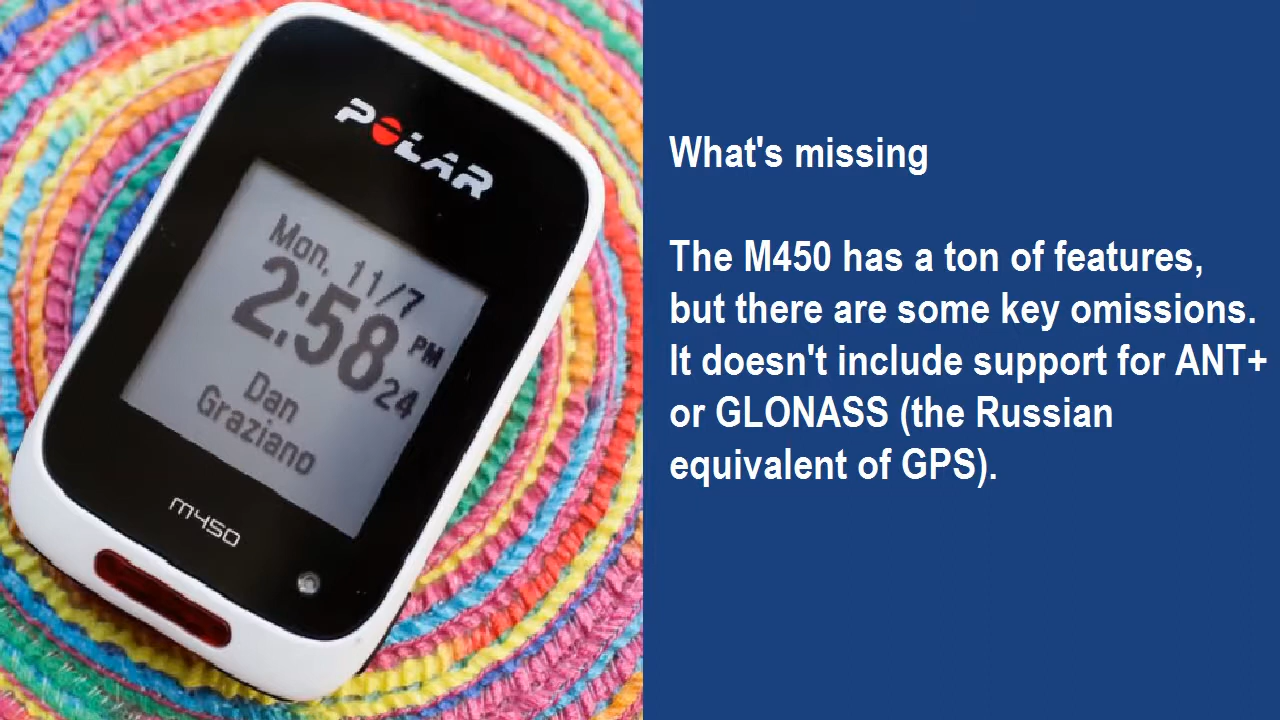 POLAR
Mon, 11/7
2:58 PM 24
Dan
Graziano
M450
What's missing
The M450 has a ton of features,
but there are some key omissions.
It doesn't include support for ANT+
or GLONASS (the Russian
equivalent of GPS).